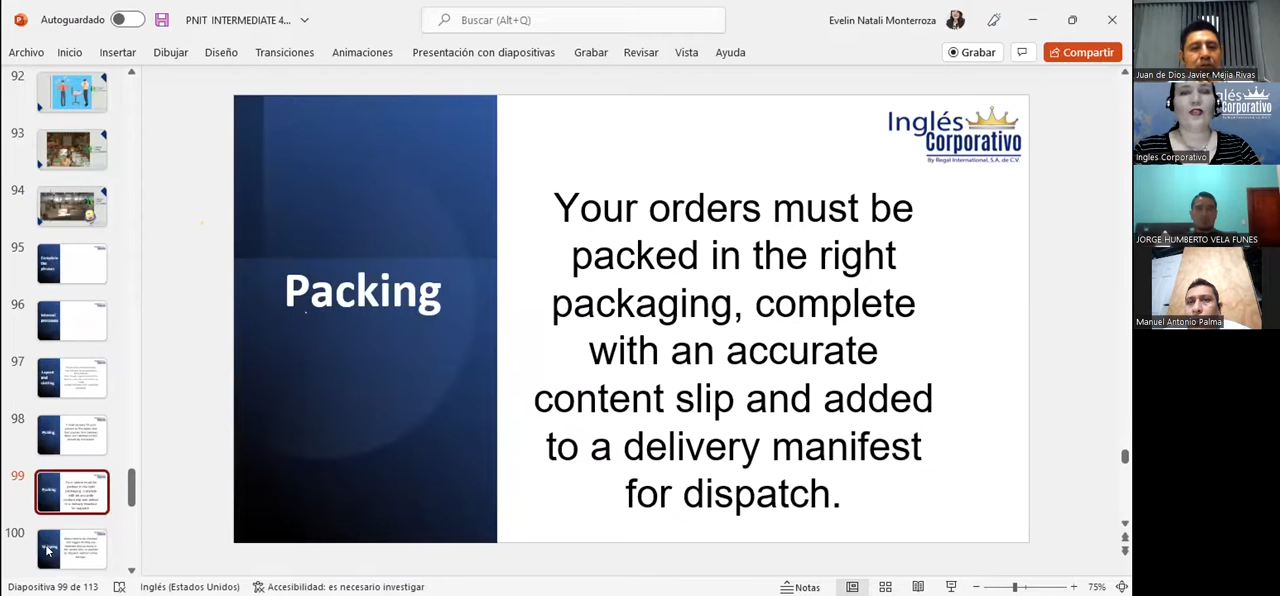 Autoguardado
PNIT INTERMEDIATE 4...
Buscar (Alt+Q)
Evelin Natali Monterroza
Archivo Inicio Insertar Dibujar Diseño Transiciones Animaciones Presentación con diapositivas Grabar Revisar Vista Ayuda
Grabar
Compartir
92
93
94
95
Complete the phrases
96
97
98
99
100
Packing
Inglés
Corporativo
By Regal International, S.A. de C.V.
Your orders must be
packed in the right
packaging, complete
with an accurate
content slip and added
to a delivery manifest
for dispatch.
Juan de Dios Javier Mejia Rivas
Ingles Corporativo
JORGE HUMBERTO VELA FUNES
Manuel Antonio Palma
Diapositiva 99 de 113
Inglés (Estados Unidos)
Accesibilidad: es necesario investigar
Notas
75%